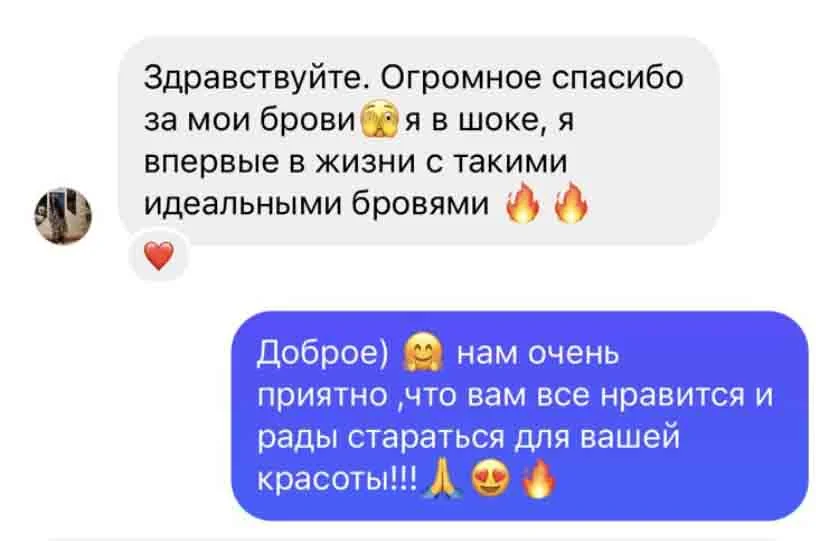 Здравствуйте. Огромное спасибо
за мои брови🫣я в шоке, я
впервые в жизни с такими
идеальными бровями 🔥🔥
❤️
Доброе) 🤗 нам очень
приятно ,что вам все нравится и
рады стараться для вашей
красоты!!!🙏😍🔥